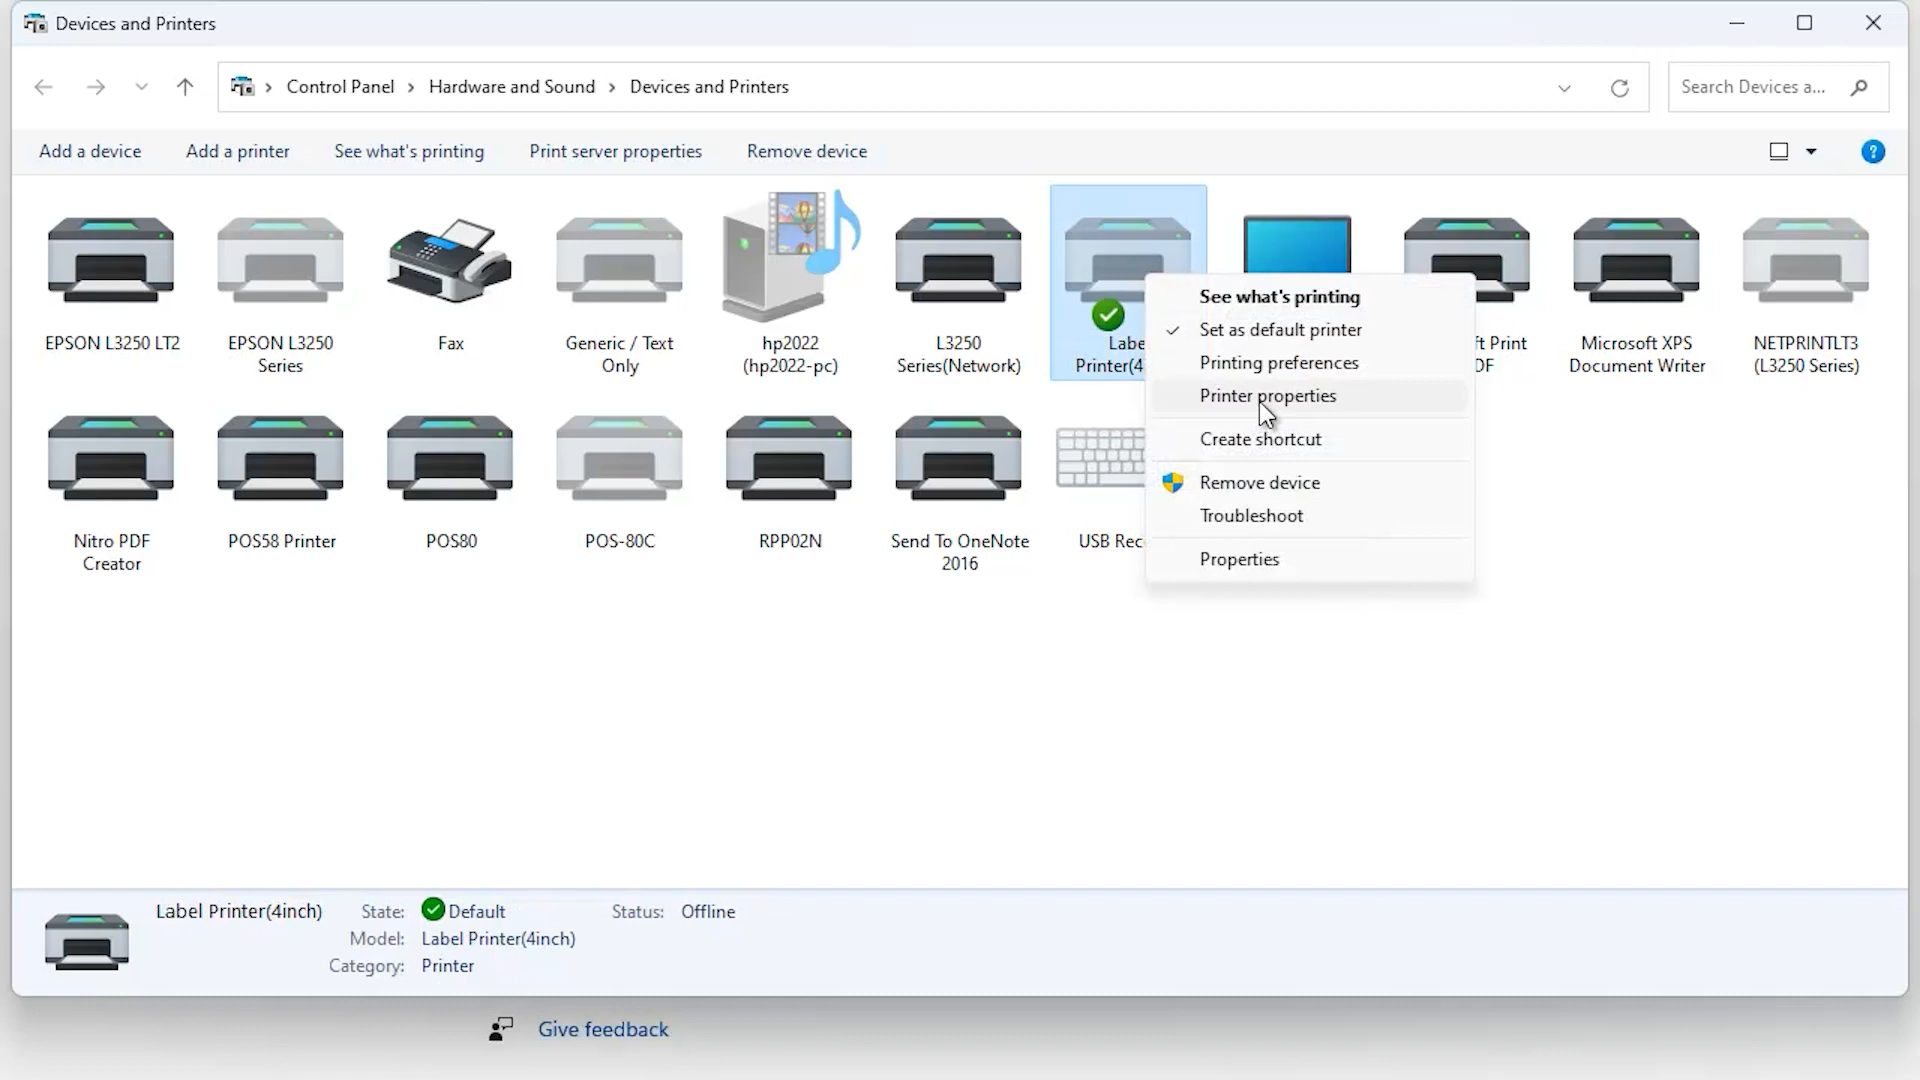 Devices and Printers
Control Panel > Hardware and Sound > Devices and Printers
Search Devices a...
Add a device Add a printer See what's printing Print server properties Remove device
?
EPSON L3250 LT2
EPSON L3250
Series
Fax
Generic / Text
Only
hp2022
(hp2022-pc)
L3250
Series(Network)
Labe
Printer(4
ft Print
DF
Microsoft XPS
Document Writer
NETPRINTLT3
(L3250 Series)
See what's printing
Set as default printer
Printing preferences
Printer properties
Create shortcut
Remove device
Troubleshoot
Properties
Nitro PDF
Creator
POS58 Printer
POS80
POS-80C
RPP02N
Send To OneNote
2016
USB Rec
Label Printer(4inch) State: Default Status: Offline
Model: Label Printer(4inch)
Category: Printer
Give feedback